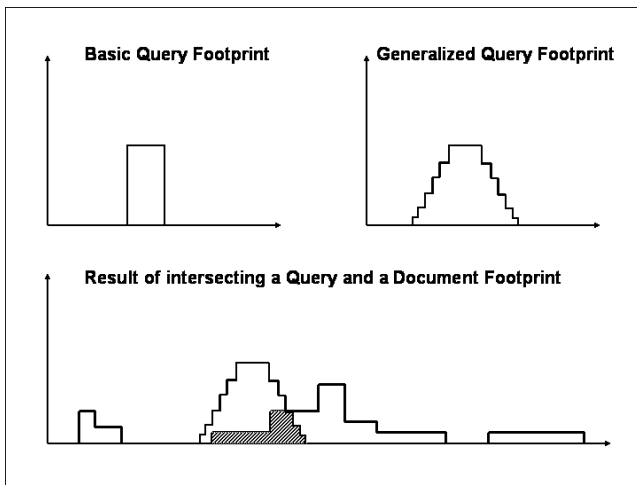 Basic Query Footprint
Generalized Query Footprint
Result of intersecting a Query and a Document Footprint